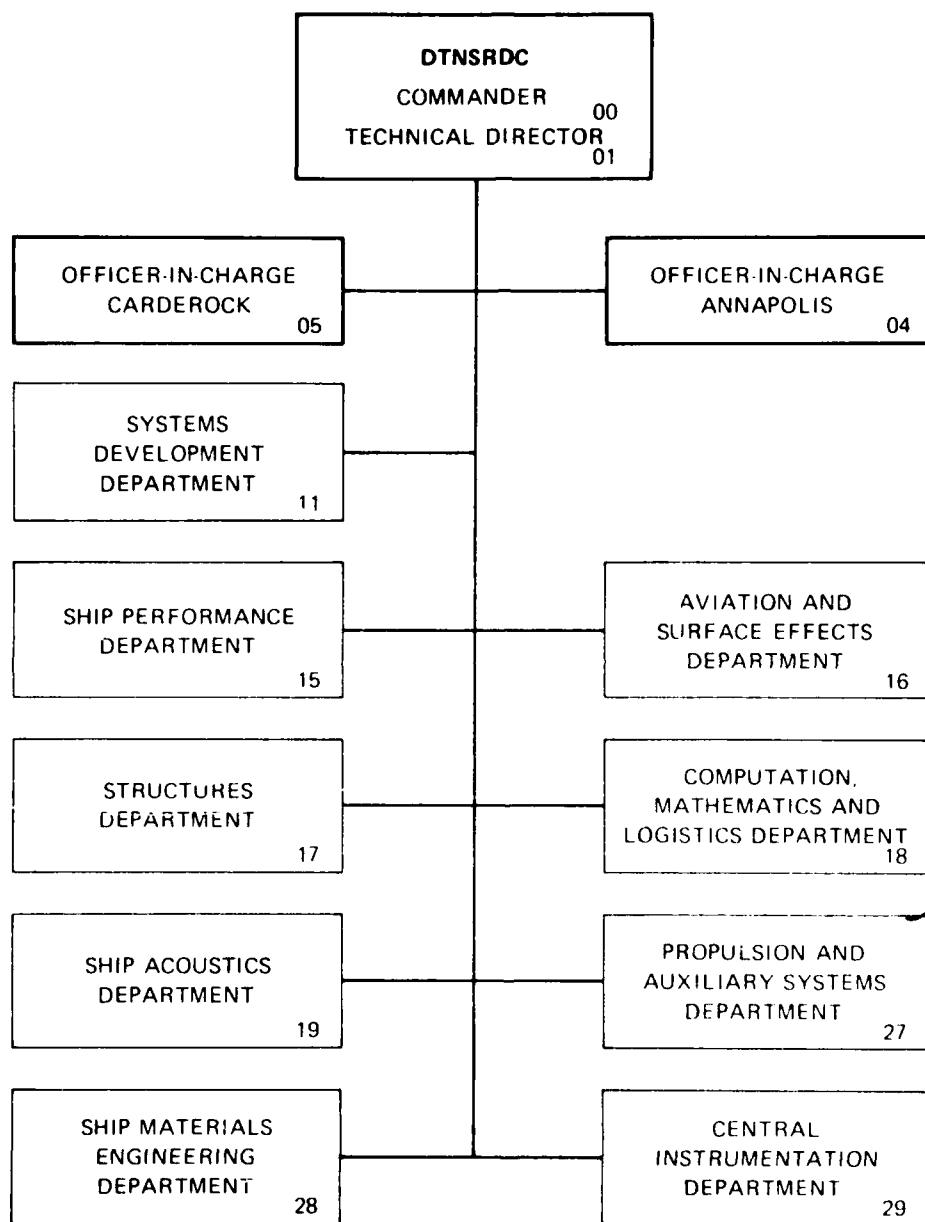 DTNSRDC
COMMANDER 00
TECHNICAL DIRECTOR 01
OFFICER-IN-CHARGE
CARDEROCK
05
OFFICER-IN-CHARGE
ANNAPOLIS
04
SYSTEMS
DEVELOPMENT
DEPARTMENT
11
SHIP PERFORMANCE
DEPARTMENT
15
AVIATION AND
SURFACE EFFECTS
DEPARTMENT
16
STRUCTURES
DEPARTMENT
17
COMPUTATION,
MATHEMATICS AND
LOGISTICS DEPARTMENT
18
SHIP ACOUSTICS
DEPARTMENT
19
PROPULSION AND
AUXILIARY SYSTEMS
DEPARTMENT
27
SHIP MATERIALS
ENGINEERING
DEPARTMENT
28
CENTRAL
INSTRUMENTATION
DEPARTMENT
29